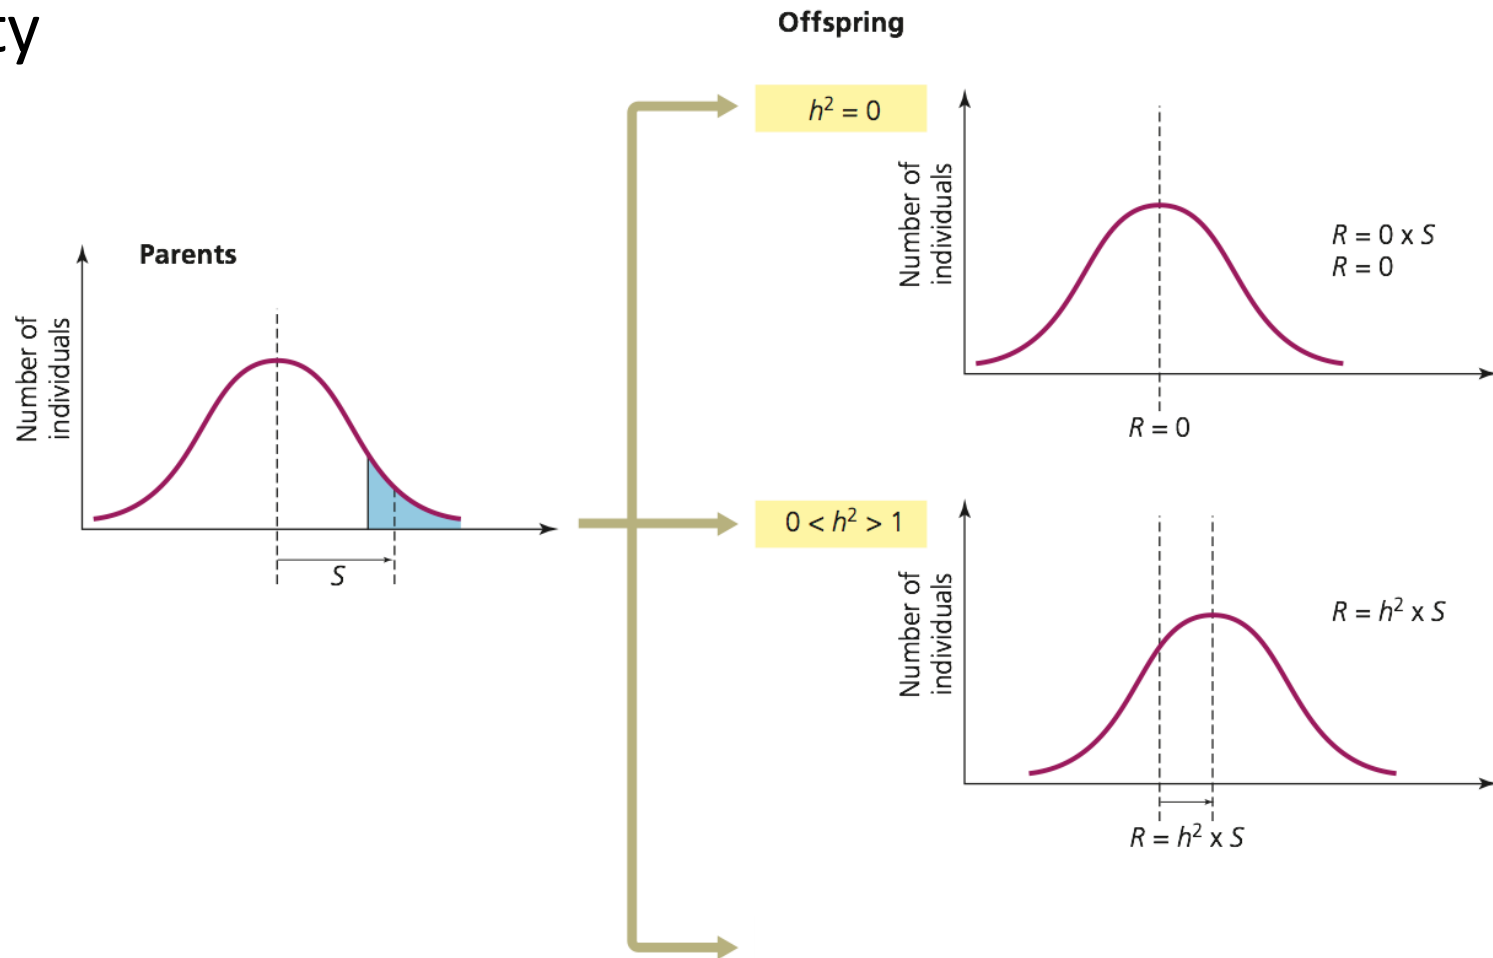 ty
Offspring
h² = 0
Number of
individuals
R = 0 x S
R = 0
R = 0
Parents
Number of
individuals
S
0 < h² > 1
Number of
individuals
R = h² x S
R = h² x S